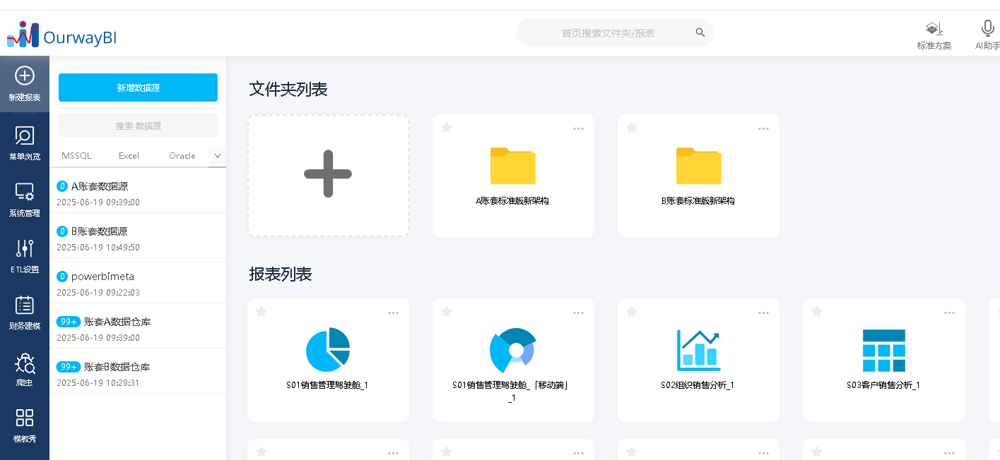 OurwayBI
首页搜索文件夹/报表
标准方案
AI助手
新建报表
菜单浏览
系统管理
ETL设置
财务建模
爬虫
模板秀
新增数据源
搜索 数据源
MSSQL Excel Oracle
0 A账套数据源
2025-06-19 09:39:00
0 B账套数据源
2025-06-19 10:49:50
0 powerbimeta
2025-06-19 09:22:03
99+ 账套A数据仓库
2025-06-19 09:39:00
99+ 账套B数据仓库
2025-06-19 10:28:31
文件夹列表
A账套标准版新架构
B账套标准版新架构
报表列表
S01销售管理驾驶舱_1
S01销售管理驾驶舱_「移动端」
_1
S02组织销售分析_1
S03客户销售分析_1